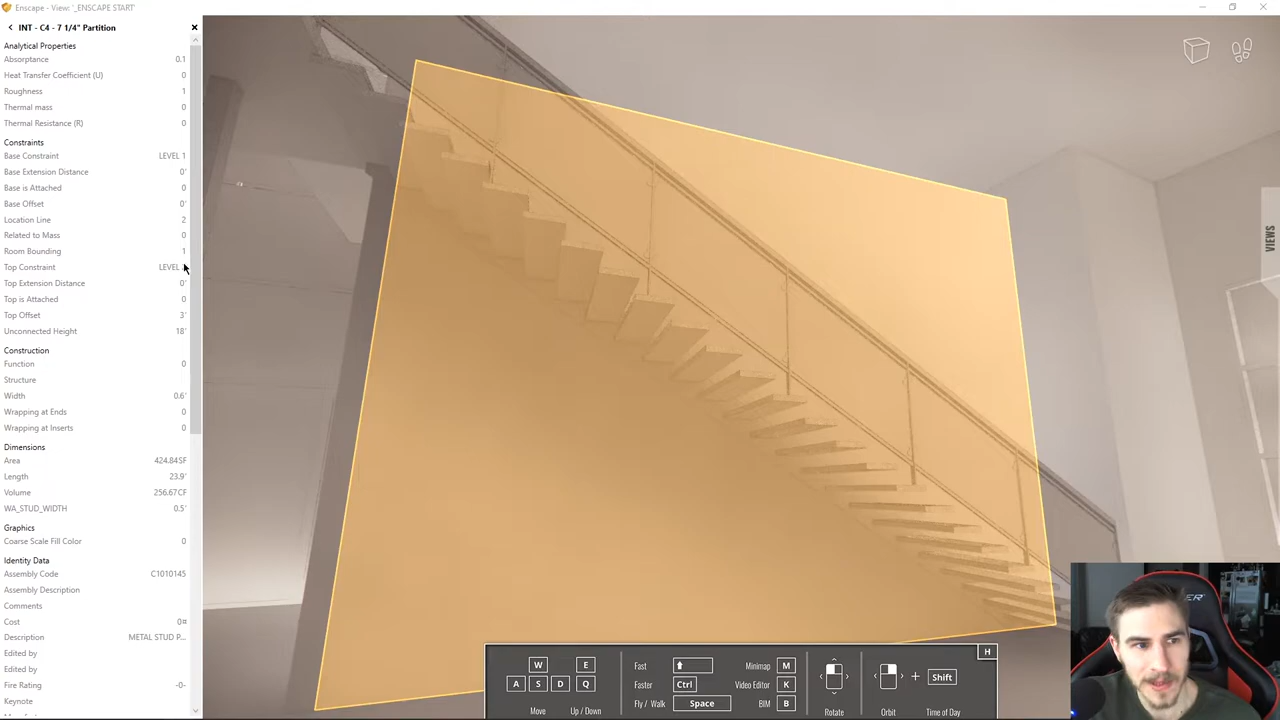 Enscape - View: '_ENSCAPE START'
INT - C4 - 7 1/4" Partition
Analytical Properties
Absorptance 0.1
Heat Transfer Coefficient (U) 0
Roughness 1
Thermal mass 0
Thermal Resistance (R) 0
Constraints
Base Constraint LEVEL 1
Base Extension Distance 0'
Base is Attached 0
Base Offset 0'
Location Line 2
Related to Mass 0
Room Bounding 1
Top Constraint LEVEL
Top Extension Distance 0'
Top is Attached 0
Top Offset 3'
Unconnected Height 18'
Construction
Function 0
Structure
Width 0.6'
Wrapping at Ends 0
Wrapping at Inserts 0
Dimensions
Area 424.84SF
Length 23.9'
Volume 256.67CF
WA_STUD_WIDTH 0.5'
Graphics
Coarse Scale Fill Color 0
Identity Data
Assembly Code C1010145
Assembly Description
Comments
Cost 0¤
Description METAL STUD P...
Edited by
Edited by
Fire Rating -0-
Keynote
VIEWS
H
W E
A S D Q
Move Up / Down
Fast
Faster Ctrl
Fly / Walk Space
Minimap M
Video Editor K
BIM B
Rotate
Orbit
+ Shift
Time of Day